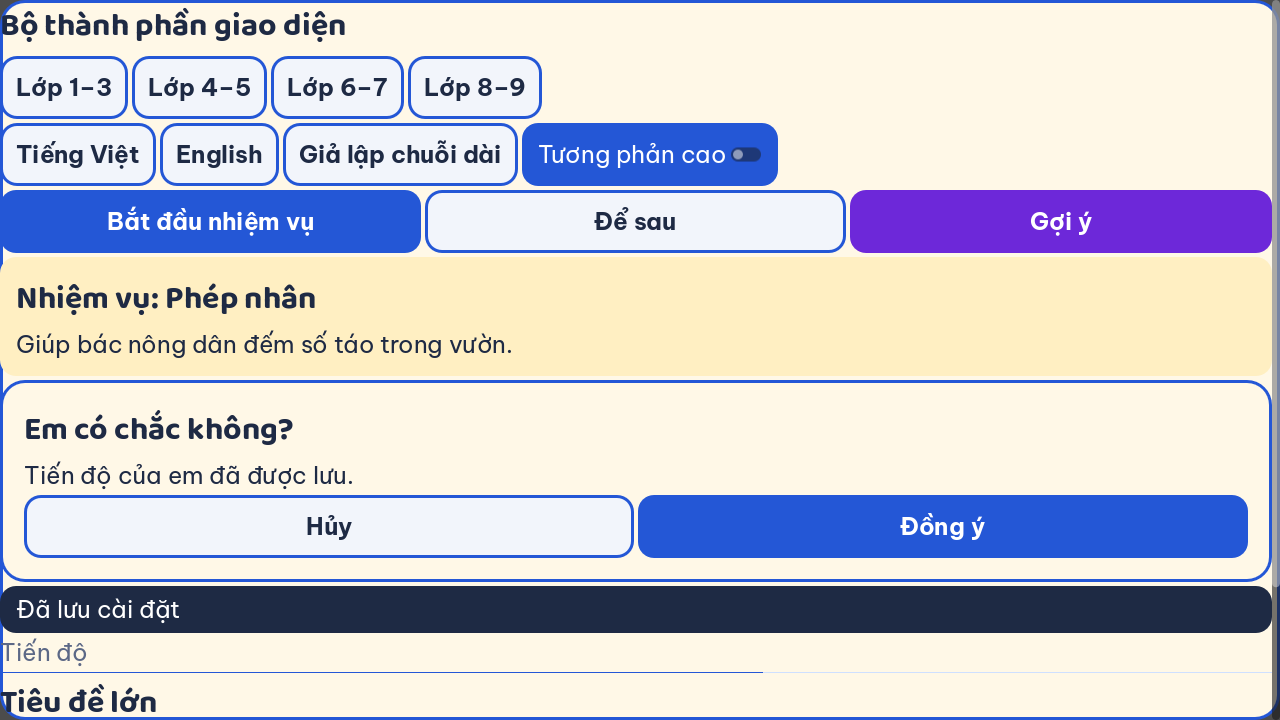 Bộ thành phần giao diện
Lớp 1–3 Lớp 4–5 Lớp 6–7 Lớp 8–9
Tiếng Việt English Giả lập chuỗi dài Tương phản cao
Bắt đầu nhiệm vụ Để sau Gợi ý
Nhiệm vụ: Phép nhân
Giúp bác nông dân đếm số táo trong vườn.
Em có chắc không?
Tiến độ của em đã được lưu.
Hủy Đồng ý
Đã lưu cài đặt
Tiến độ
Tiêu đề lớn